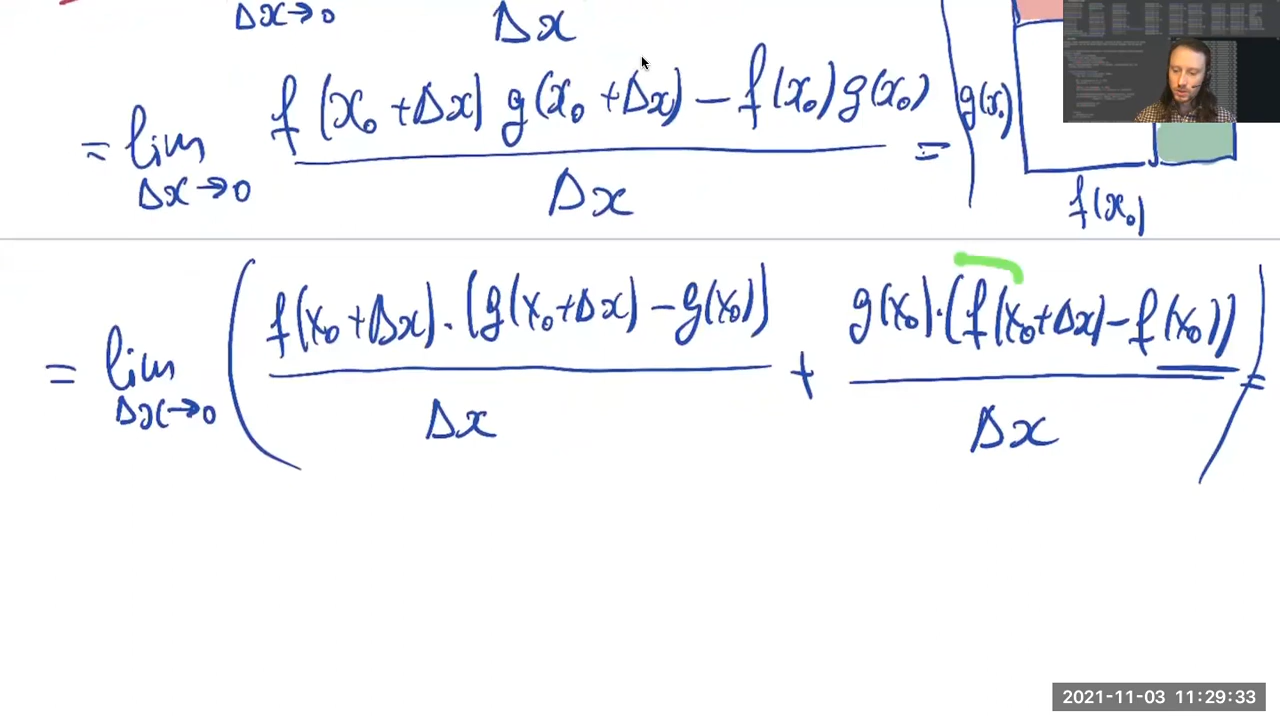 Δx→0 Δx
= lim Δx→0 f(x₀+Δx) g(x₀+Δx) – f(x₀)g(x₀) / Δx =
g(x₀)
f(x₀)
= lim Δx→0 ( f(x₀+Δx)·(g(x₀+Δx) – g(x₀)) / Δx + g(x₀)·(f(x₀+Δx) – f(x₀)) / Δx ) =
2021-11-03 11:29:33